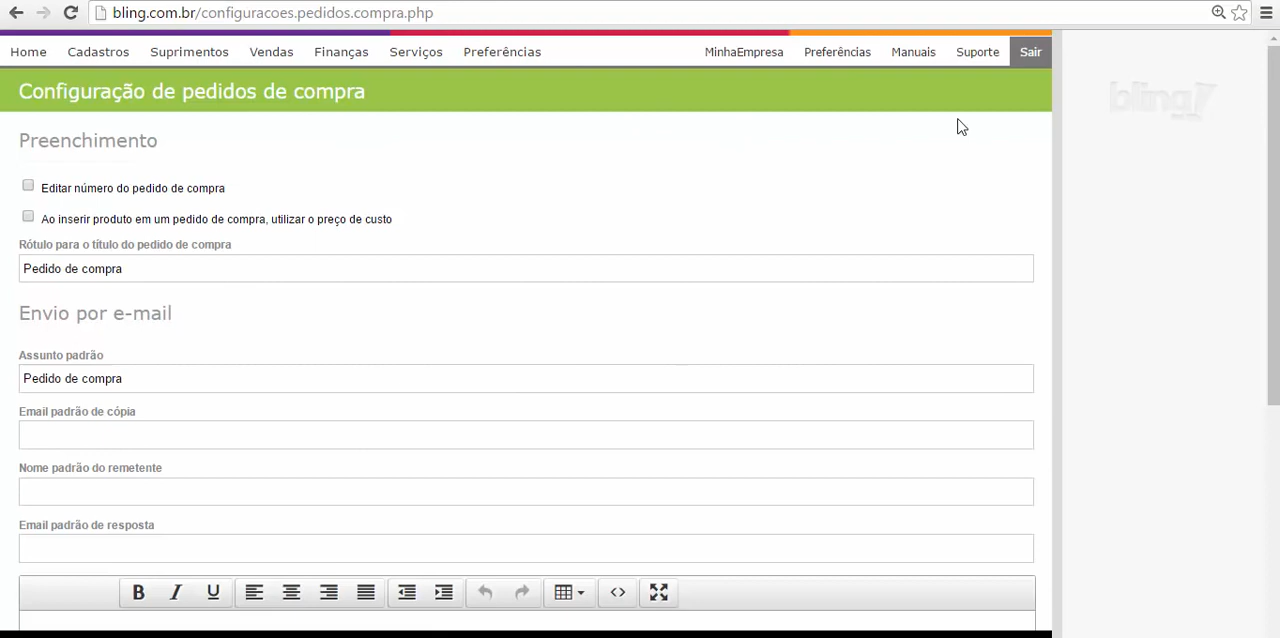 bling.com.br/configuracoes.pedidos.compra.php
Home Cadastros Suprimentos Vendas Finanças Serviços Preferências MinhaEmpresa Preferências Manuais Suporte Sair
Configuração de pedidos de compra
bling
Preenchimento
Editar número do pedido de compra
Ao inserir produto em um pedido de compra, utilizar o preço de custo
Rótulo para o título do pedido de compra
Pedido de compra
Envio por e-mail
Assunto padrão
Pedido de compra
Email padrão de cópia
Nome padrão do remetente
Email padrão de resposta
B I U